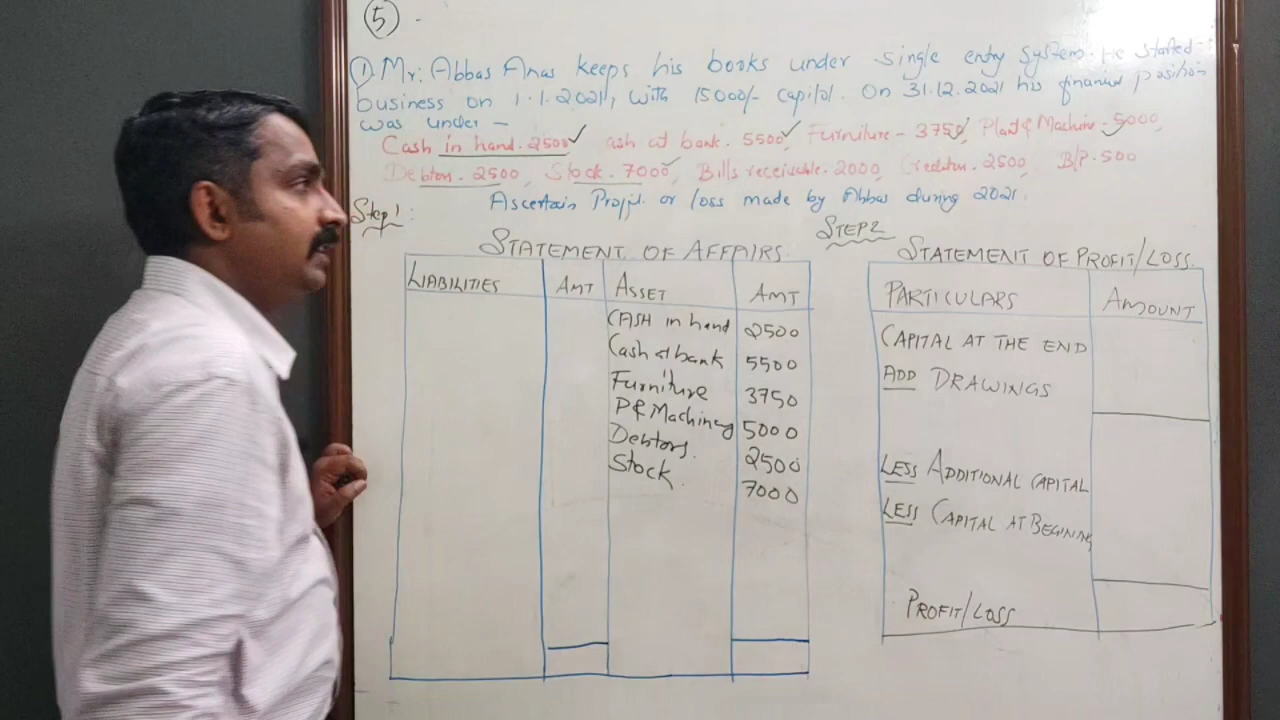 5
① Mr: Abbas Anas keeps his books under single entry system. He started
business on 1.1.2021, with 15000/- capital. On 31.12.2021 his financial position
was under -
Cash in hand. 2500 ash at bank. 5500, Furniture - 3750, Plant & Machine - 5000,
Debtors. 2500, Stock. 7000, Bills receivable. 2000, Creditors. 2500, B/P. 500
Ascertain Profit or loss made by Abbas during 2021.
Step 1:
STATEMENT OF AFFAIRS
LIABILITIES AMT ASSET AMT
CASH in hand 2500
Cash at bank 5500
Furniture 3750
P & Machinery 5000
Debtors. 2500
Stock. 7000
STEP 2
STATEMENT OF PROFIT/LOSS.
PARTICULARS AMOUNT
CAPITAL AT THE END
ADD DRAWINGS
LESS ADDITIONAL CAPITAL
LESS CAPITAL AT BEGINING
PROFIT/LOSS